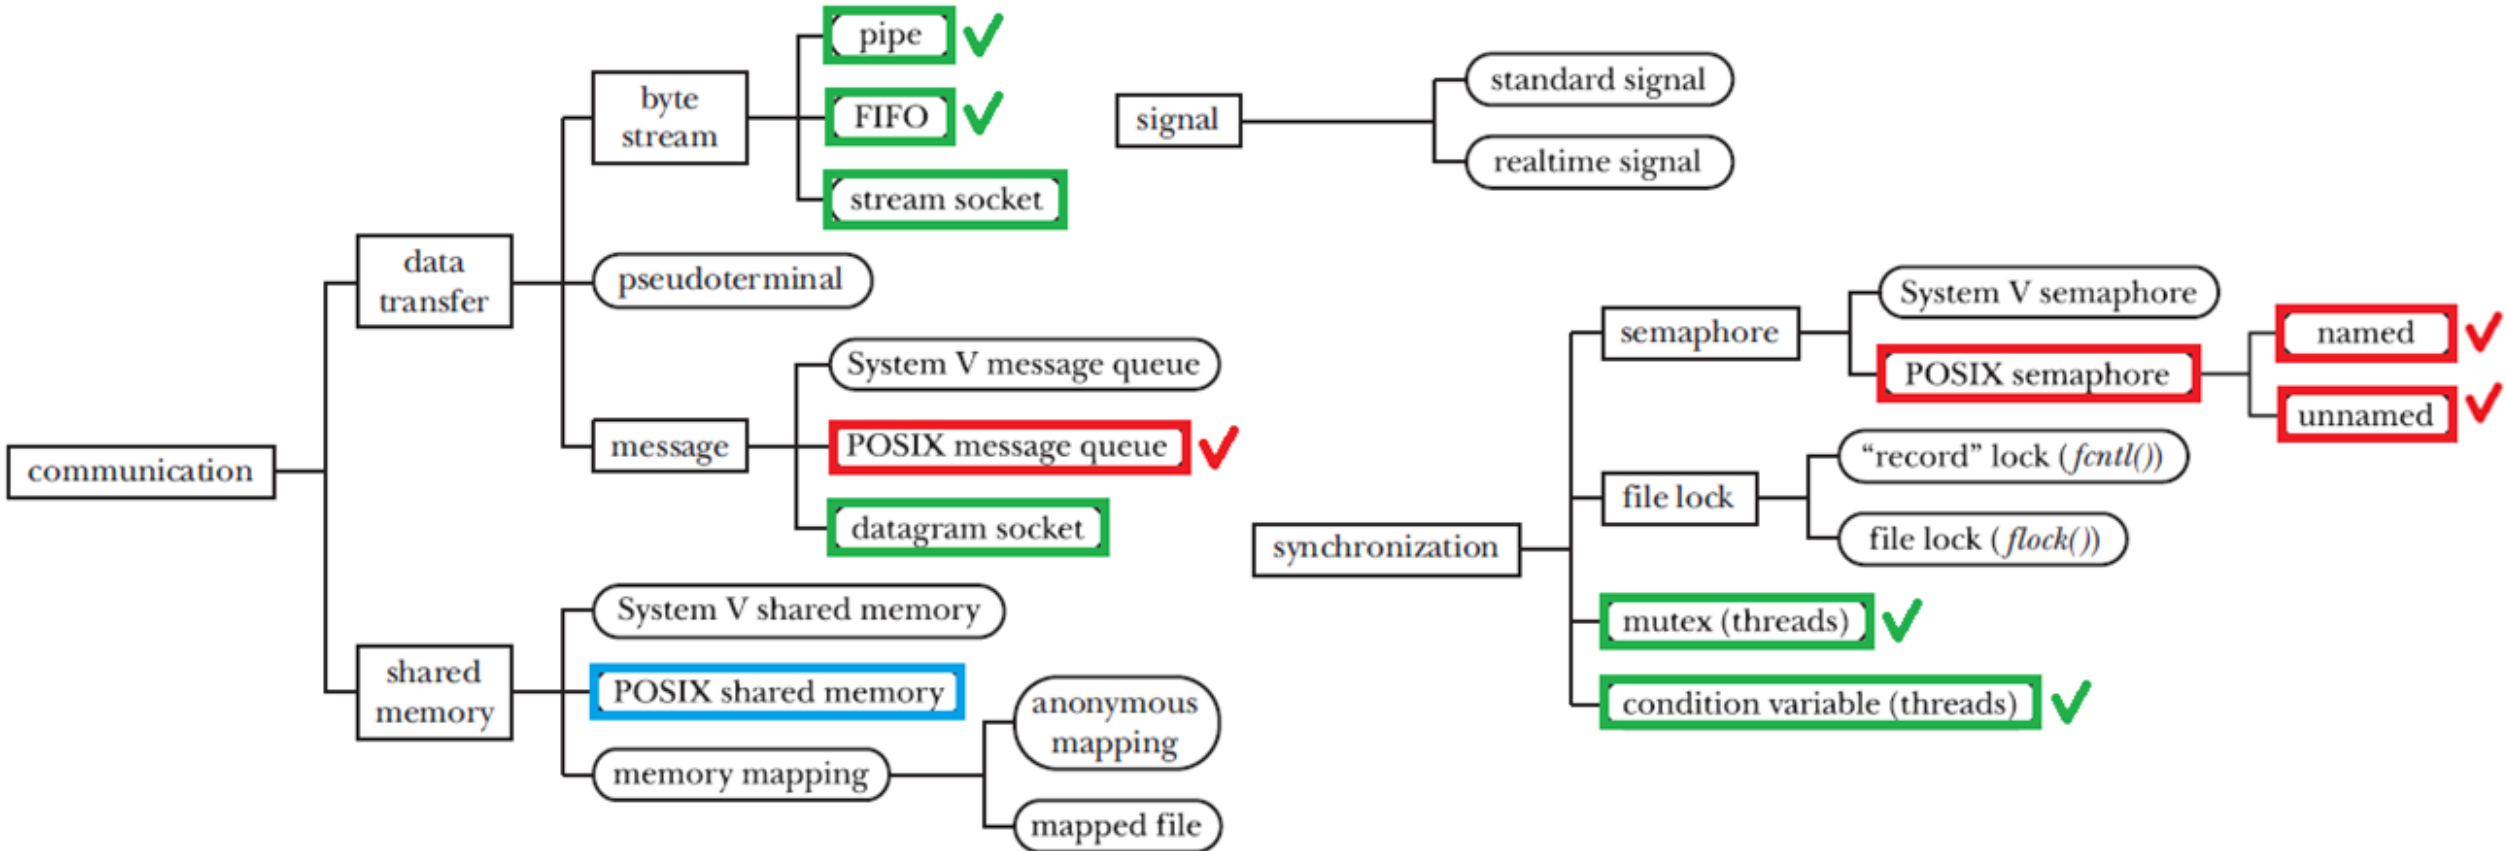 pipe
byte
stream
FIFO
stream socket
data
transfer
pseudoterminal
System V message queue
message
POSIX message queue
datagram socket
communication
System V shared memory
shared
memory
POSIX shared memory
memory mapping
anonymous
mapping
mapped file
signal
standard signal
realtime signal
synchronization
semaphore
System V semaphore
POSIX semaphore
named
unnamed
file lock
“record” lock (fcntl())
file lock (flock())
mutex (threads)
condition variable (threads)